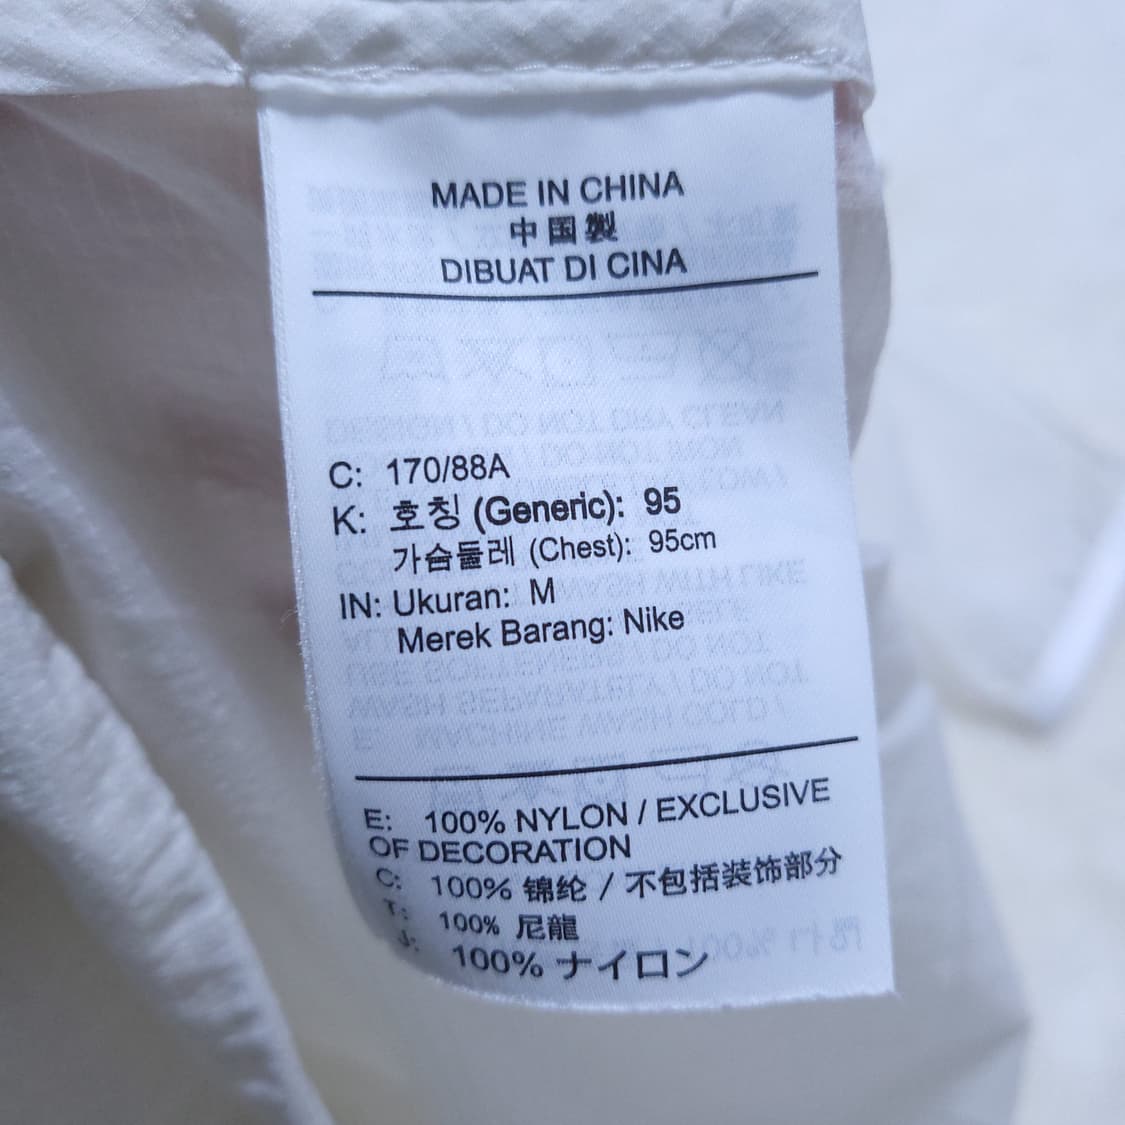 MADE IN CHINA
中国製
DIBUAT DI CINA
C: 170/88A
K: 호칭 (Generic): 95
가슴둘레 (Chest): 95cm
IN: Ukuran: M
Merek Barang: Nike
E: 100% NYLON / EXCLUSIVE
OF DECORATION
C: 100% 锦纶 / 不包括装饰部分
T: 100% 尼龍
J: 100% ナイロン